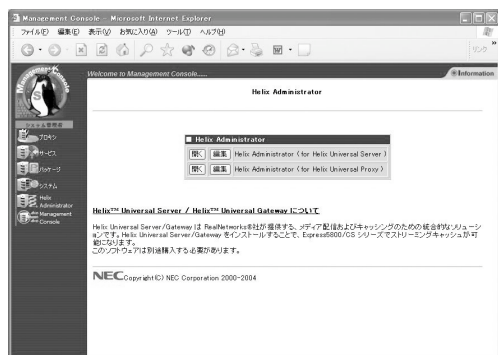 Management Console - Microsoft Internet Explorer
ファイル(F) 編集(E) 表示(V) お気に入り(A) ツール(T) ヘルプ(H)
リンク
Management Console
Welcome to Management Console......
Information
システム管理者
プロキシ
サービス
パッケージ
システム
Helix Administrator
Management Console
Helix Administrator
■ Helix Administrator
開く 編集 Helix Administrator ( for Helix Universal Server )
開く 編集 Helix Administrator ( for Helix Universal Proxy )
Helix™ Universal Server / Helix™ Universal Gateway について
Helix Universal Server/Gateway は RealNetworks®社が提供する、メディア配信およびキャッシングのための統合的なソリューシ
ョンです。Helix Universal Server/Gateway をインストールすることで、Express5800/CS シリーズでストリーミングキャッシュが可
能になります。
このソフトウェアは別途購入する必要があります。
NEC Copyright(C) NEC Corporation 2000-2004